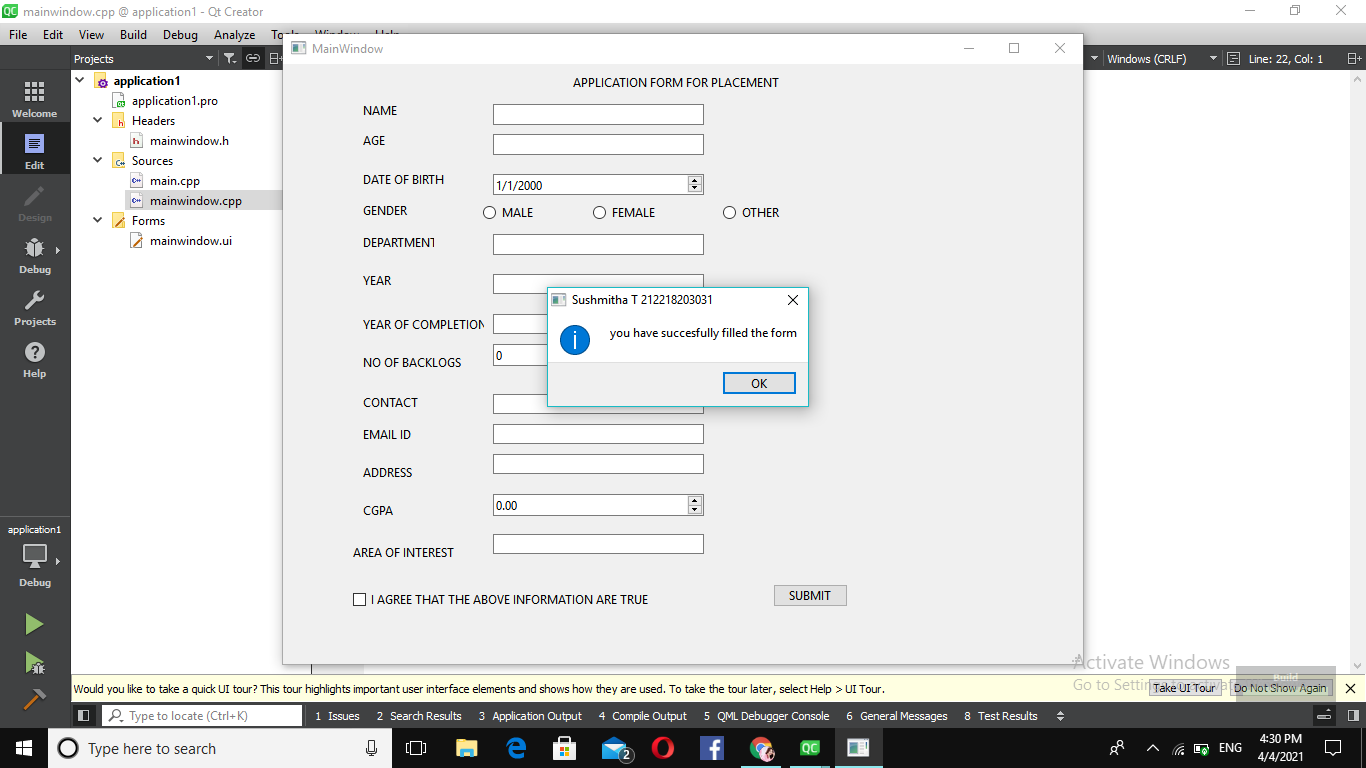 mainwindow.cpp @ application1 - Qt Creator
File Edit View Build Debug Analyze
MainWindow
Projects
Windows (CRLF)
Line: 22, Col: 1
application1
application1.pro
Headers
mainwindow.h
Sources
main.cpp
mainwindow.cpp
Forms
mainwindow.ui
Welcome
Edit
Design
Debug
Projects
Help
application1
Debug
APPLICATION FORM FOR PLACEMENT
NAME
AGE
DATE OF BIRTH 1/1/2000
GENDER MALE FEMALE OTHER
DEPARTMENT
YEAR
YEAR OF COMPLETION
NO OF BACKLOGS 0
CONTACT
EMAIL ID
ADDRESS
CGPA 0.00
AREA OF INTEREST
I AGREE THAT THE ABOVE INFORMATION ARE TRUE SUBMIT
Sushmitha T 212218203031
you have succesfully fillled the form
OK
Activate Windows
Go to
Build
Would you like to take a quick UI tour? This tour highlights important user interface elements and shows how they are used. To take the tour later, select Help > UI Tour. Take UI Tour Do Not Show Again
Type to locate (Ctrl+K) 1 Issues 2 Search Results 3 Application Output 4 Compile Output 5 QML Debugger Console 6 General Messages 8 Test Results
Type here to search
2
QC
ENG
4:30 PM
4/4/2021